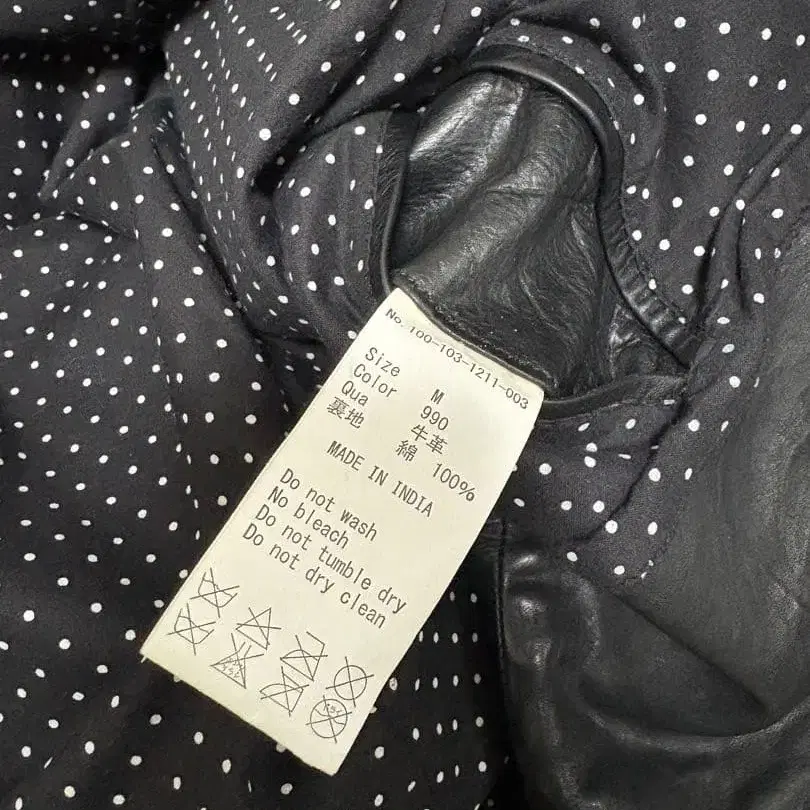 No. 100-103-1211-003
Size M
Color 990
Qua 牛革
裏地 綿 100%
MADE IN INDIA
Do not wash
No bleach
Do not tumble dry
Do not dry clean